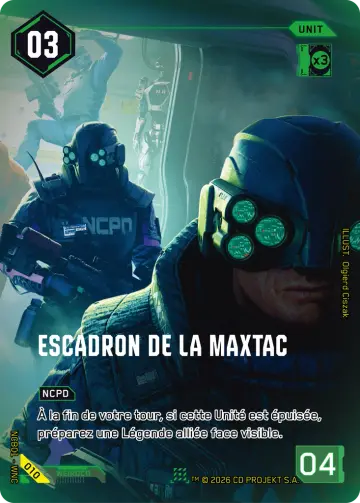 03
UNIT
x3
NCPD
ILLUST. Olgierd Ciszak
ESCADRON DE LA MAXTAC
NCPD
À la fin de votre tour, si cette Unité est épuisée,
préparez une Légende alliée face visible.
010
04
™ © 2026 CD PROJEKT S.A.